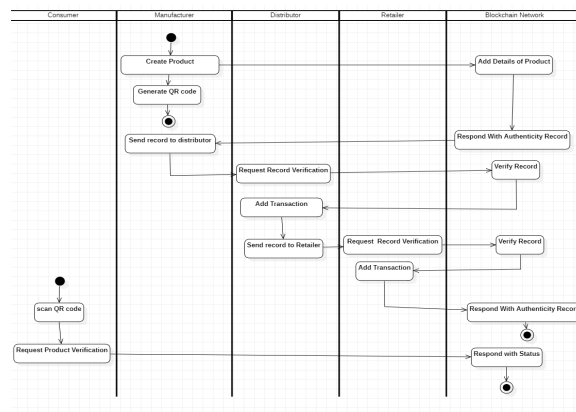 Consumer
Manufacturer
Distributor
Retailer
Blockchain Network
Create Product
Add Details of Product
Generate QR code
Send record to distributor
Respond With Authenticity Record
Request Record Verification
Verify Record
Add Transaction
Send record to Retailer
Request Record Verification
Verify Record
Add Transaction
scan QR code
Respond With Authenticity Recor
Request Product Verification
Respond with Status